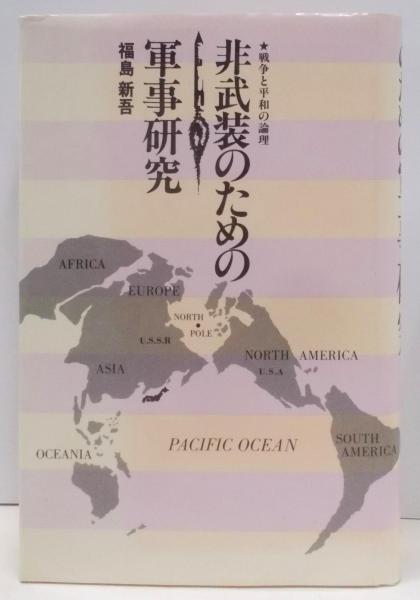 ★戦争と平和の論理
非武装のための
軍事研究
福島 新吾
AFRICA
EUROPE
NORTH
POLE
U.S.S.R
ASIA
NORTH AMERICA
U.S.A
OCEANIA
PACIFIC OCEAN
SOUTH
AMERICA